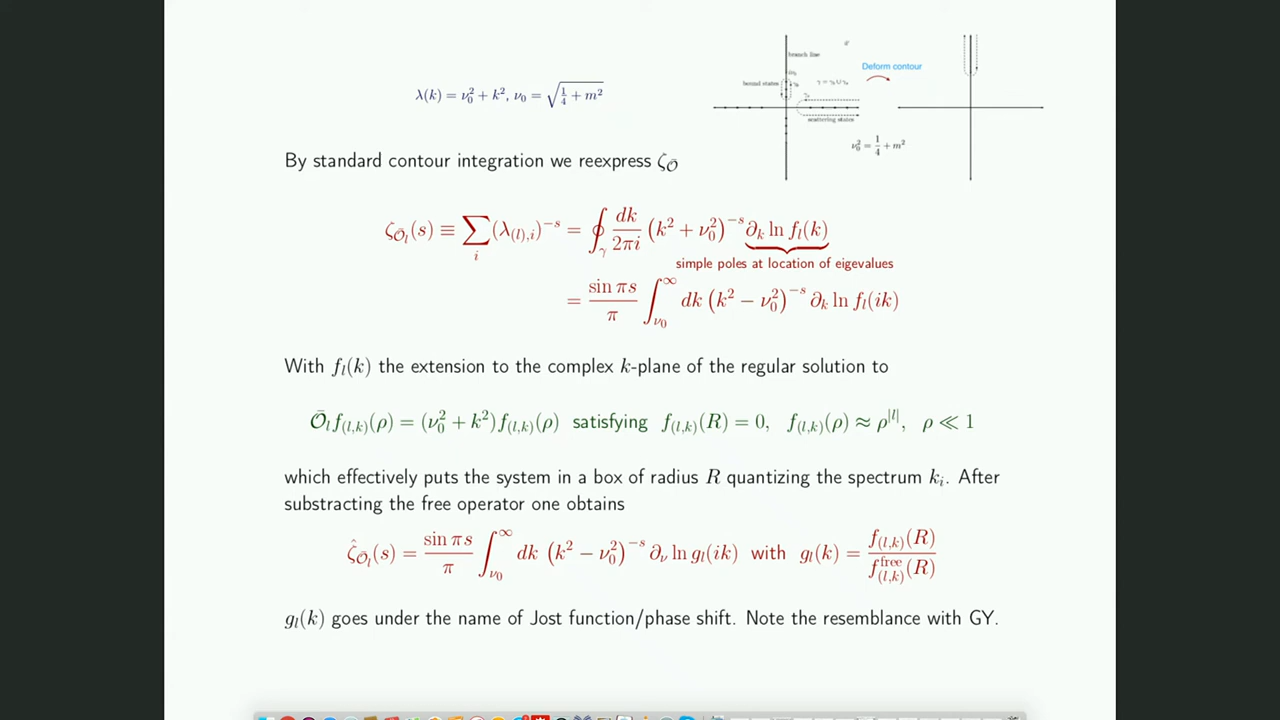 branch line
Deform contour
bound states
γ = γ₁ ∪ γ₂
scattering states
λ(k) = ν₀² + k², ν₀ = √(1/4 + m²)
ν₀² = 1/4 + m²
By standard contour integration we reexpress ζ_Ō
ζ_Ōₗ(s) ≡ ∑ᵢ (λ₍ₗ₎,ᵢ)⁻ˢ = ∮_γ dk/2πi (k² + ν₀²)⁻ˢ ∂ₖ ln fₗ(k)
simple poles at location of eigevalues
= sin πs/π ∫_ν₀^∞ dk (k² − ν₀²)⁻ˢ ∂ₖ ln fₗ(ik)
With fₗ(k) the extension to the complex k-plane of the regular solution to
Ōₗf₍ₗ,ₖ₎(ρ) = (ν₀² + k²)f₍ₗ,ₖ₎(ρ) satisfying f₍ₗ,ₖ₎(R) = 0, f₍ₗ,ₖ₎(ρ) ≈ ρ^|l|, ρ ≪ 1
which effectively puts the system in a box of radius R quantizing the spectrum kᵢ. After
substracting the free operator one obtains
ζ̂_Ōₗ(s) = sin πs/π ∫_ν₀^∞ dk (k² − ν₀²)⁻ˢ ∂_ν ln gₗ(ik) with gₗ(k) = f₍ₗ,ₖ₎(R)/f^free₍ₗ,ₖ₎(R)
gₗ(k) goes under the name of Jost function/phase shift. Note the resemblance with GY.